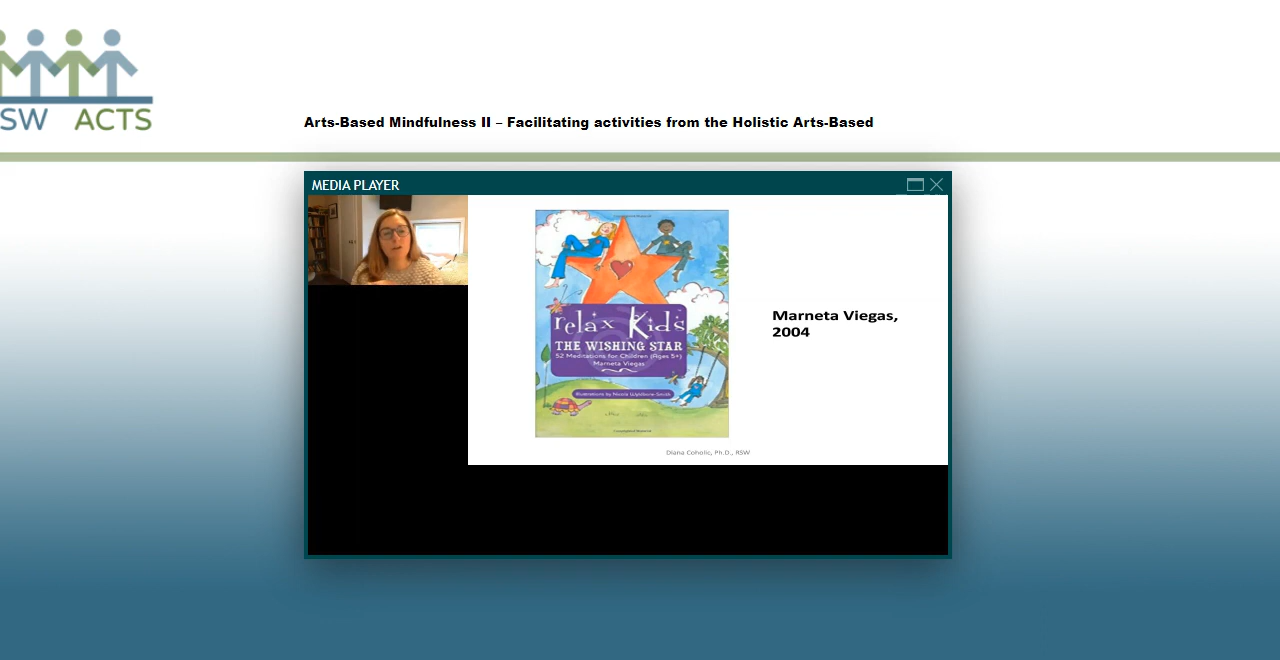 SW ACTS
Arts-Based Mindfulness II – Facilitating activities from the Holistic Arts-Based
MEDIA PLAYER
relax Kids
THE WISHING STAR
52 Meditations for Children (Ages 5+)
Marneta Viegas
Illustrations by Nicola Wyldbore-Smith
Marneta Viegas,
2004
Diana Coholic, Ph.D., RSW